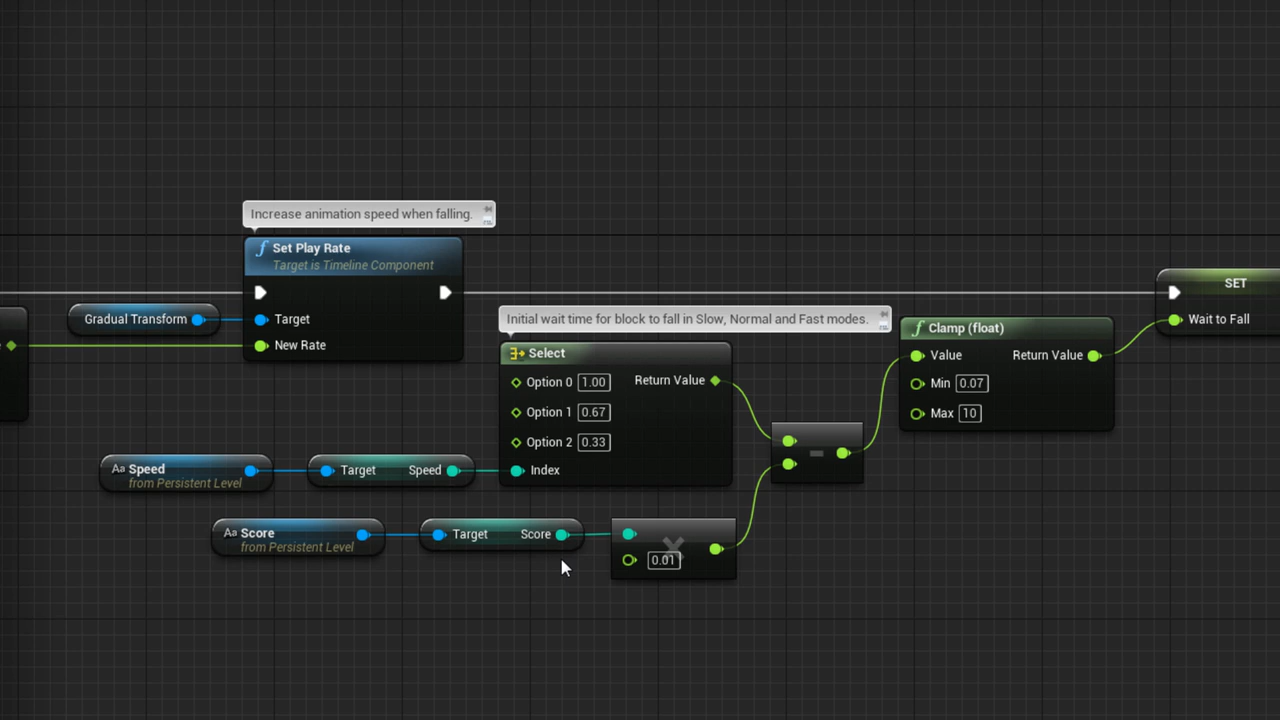 Increase animation speed when falling.
f Set Play Rate
Target is Timeline Component
Gradual Transform
Target
New Rate
Initial wait time for block to fall in Slow, Normal and Fast modes.
Select
Option 0 1.00 Return Value
Option 1 0.67
Option 2 0.33
Index
Aa Speed
from Persistent Level
Target Speed
Aa Score
from Persistent Level
Target Score
0.01
f Clamp (float)
Value Return Value
Min 0.07
Max 10
SET
Wait to Fall